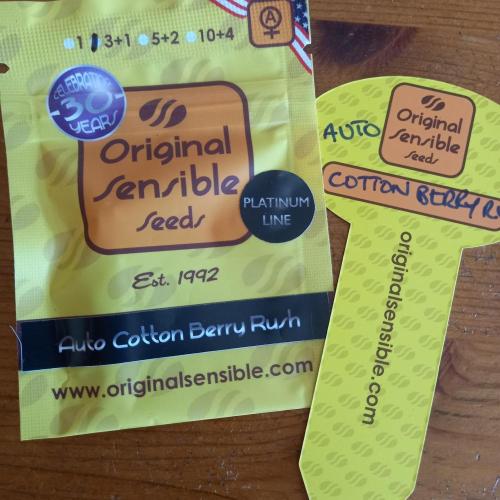 1 3+1 5+2 10+4
A
CELEBRATING
30
YEARS
Original
Sensible
Seeds
PLATINUM
LINE
Est. 1992
Auto Cotton Berry Rush
www.originalsensible.com
AUTO
Original
Sensible
Seeds
COTTON BERRY
originalsensible.com